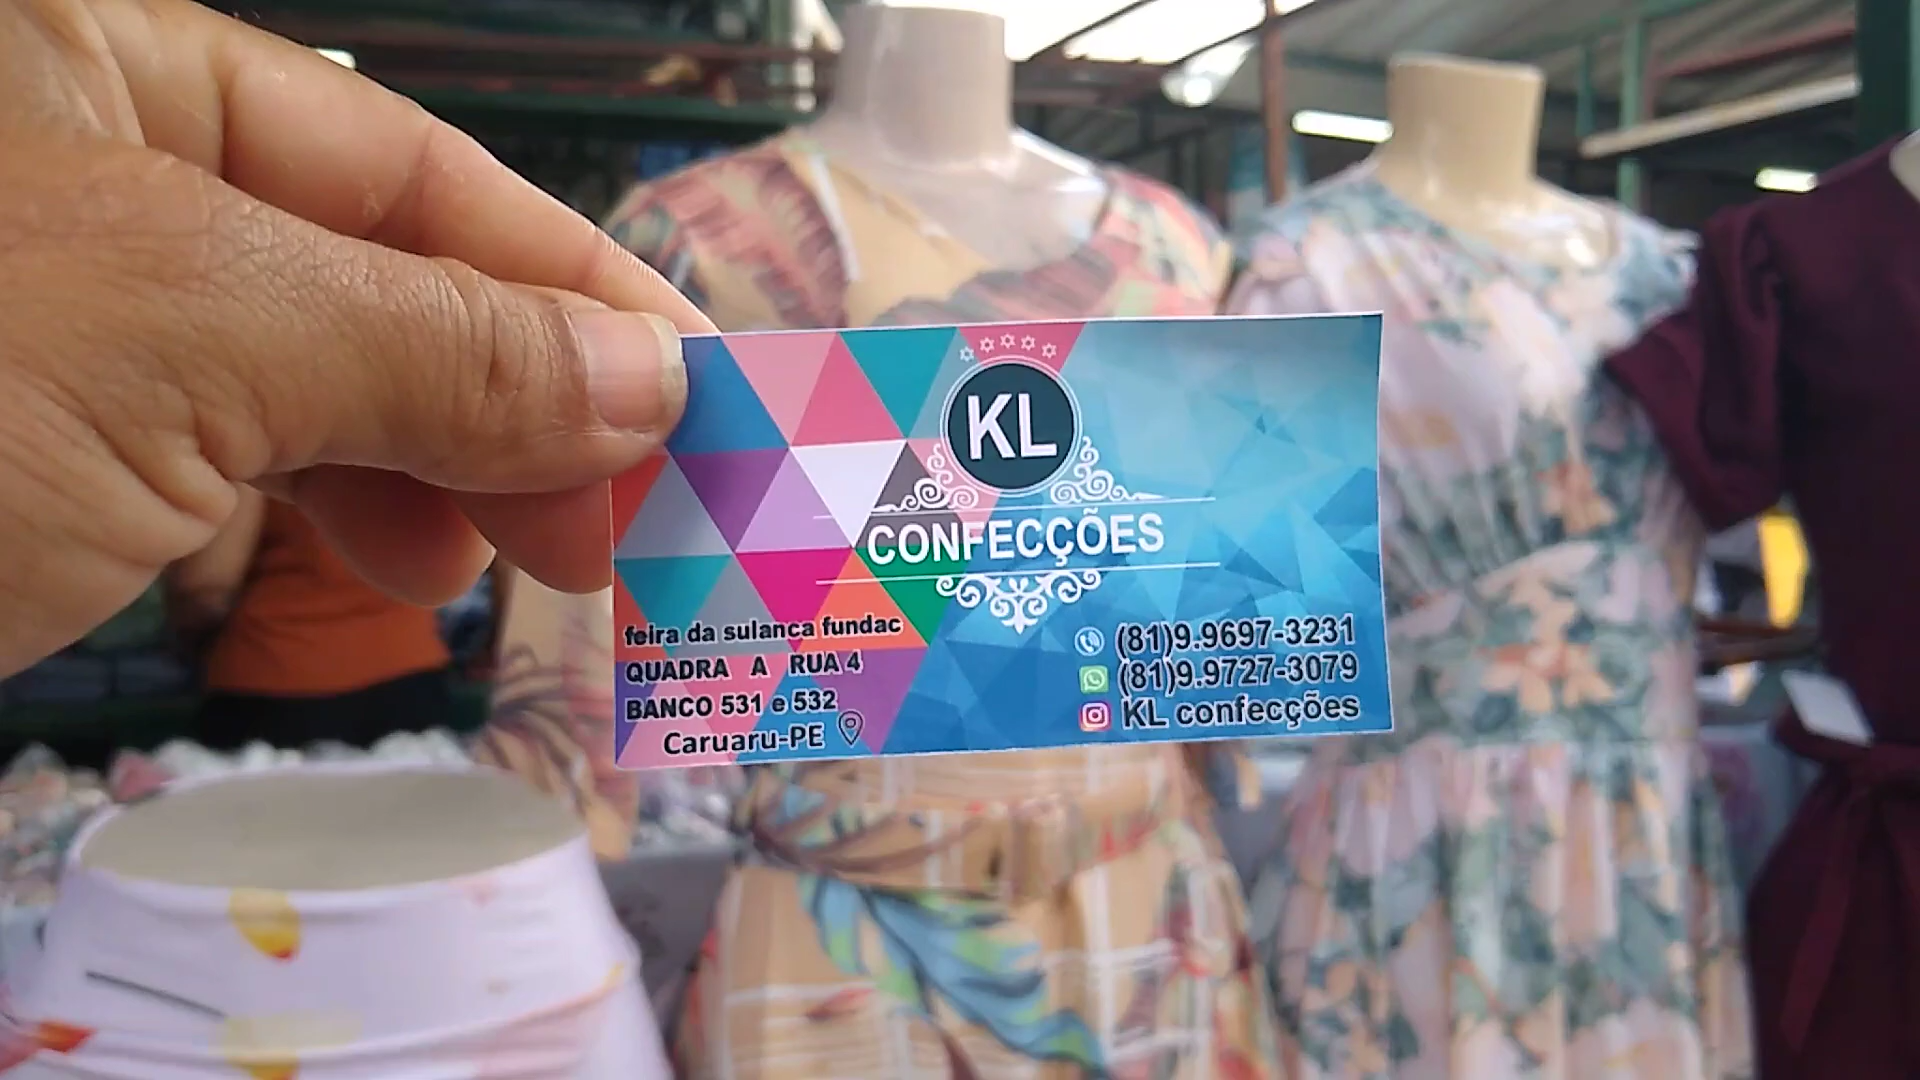 KL
CONFECÇÕES
feira da sulanca fundac
QUADRA A RUA 4
BANCO 531 e 532
Caruaru-PE
(81)9.9697-3231
(81)9.9727-3079
KL confecções